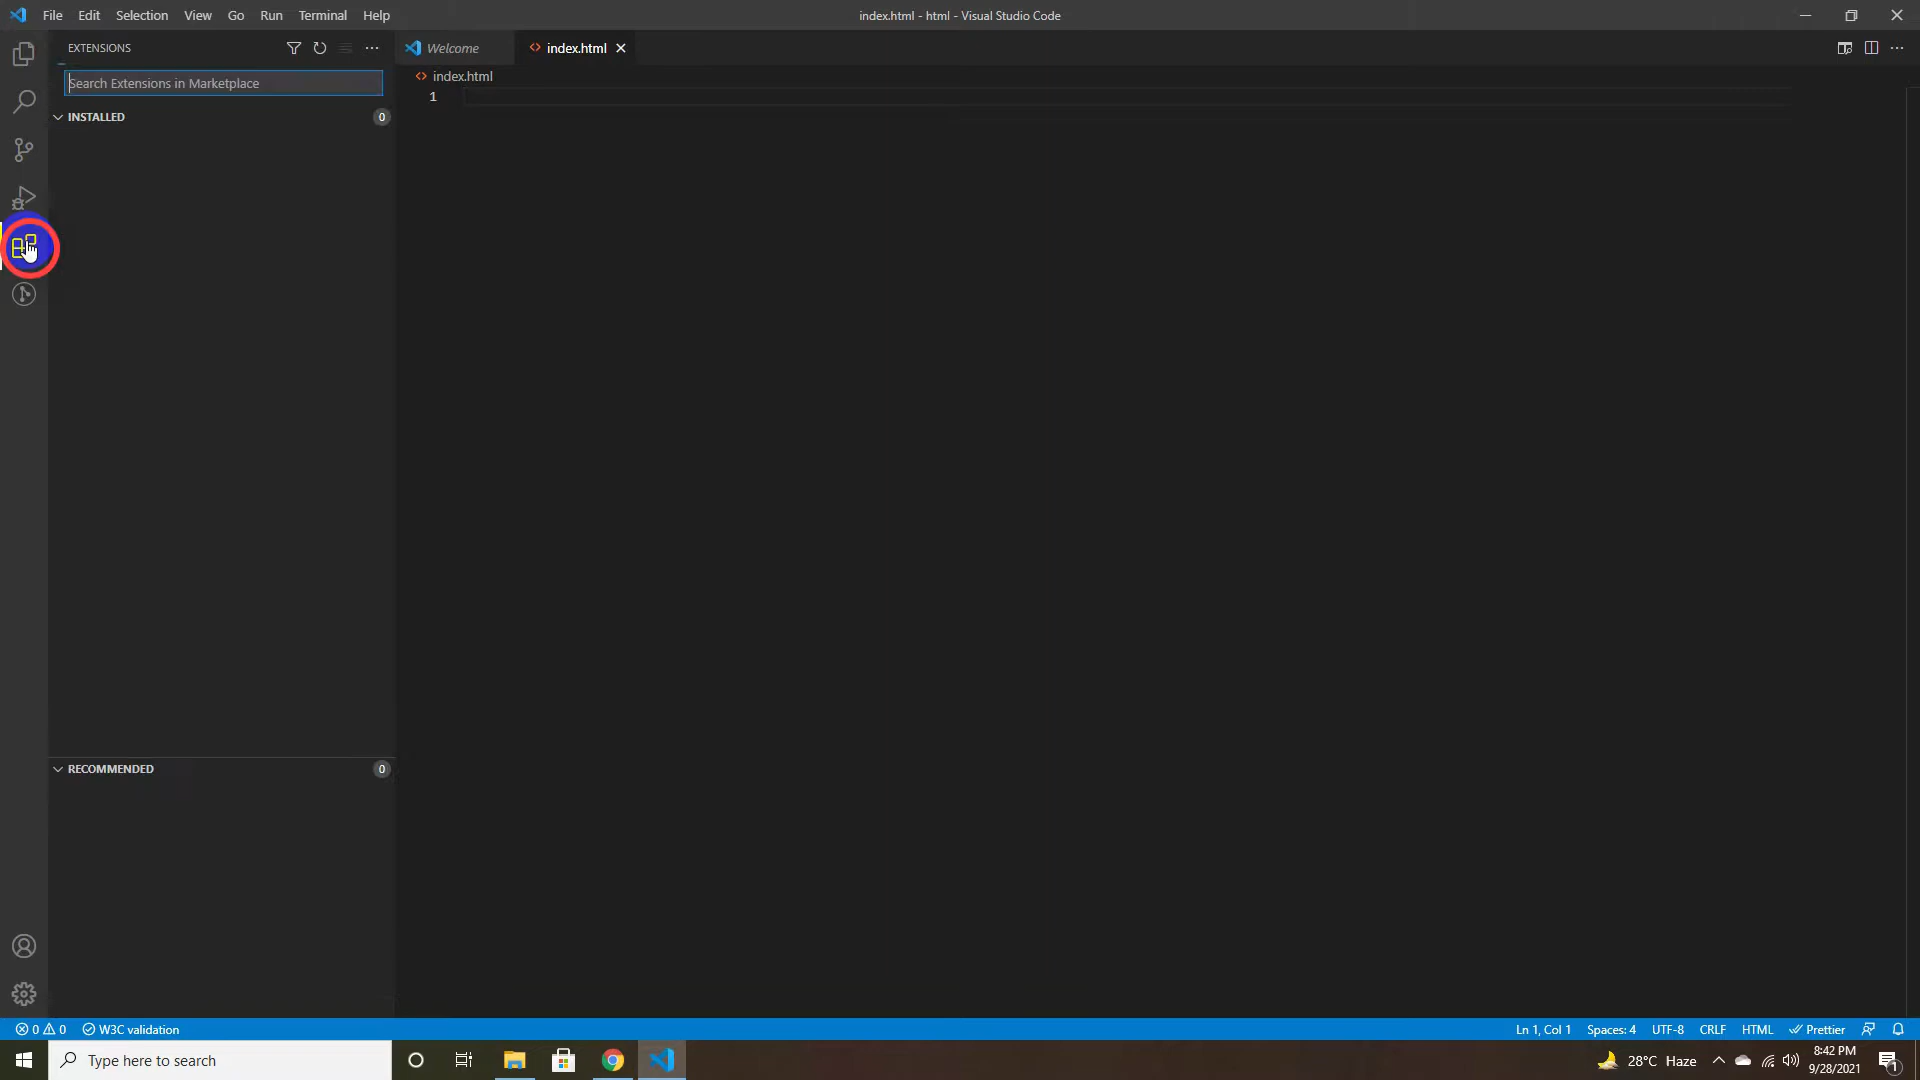 File Edit Selection View Go Run Terminal Help
index.html - html - Visual Studio Code
EXTENSIONS
Welcome
index.html
Search Extensions in Marketplace
index.html
1
INSTALLED
0
RECOMMENDED
0
0 0 W3C validation
Ln 1, Col 1 Spaces: 4 UTF-8 CRLF HTML Prettier
Type here to search
28°C Haze
8:42 PM
9/28/2021
1